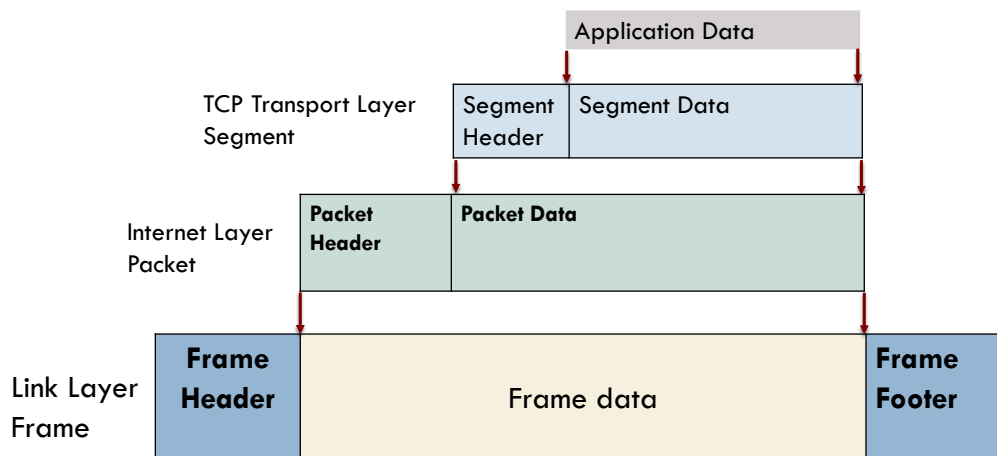 Application Data
TCP Transport Layer
Segment
Segment
Header
Segment Data
Internet Layer
Packet
Packet
Header
Packet Data
Link Layer
Frame
Frame
Header
Frame data
Frame
Footer